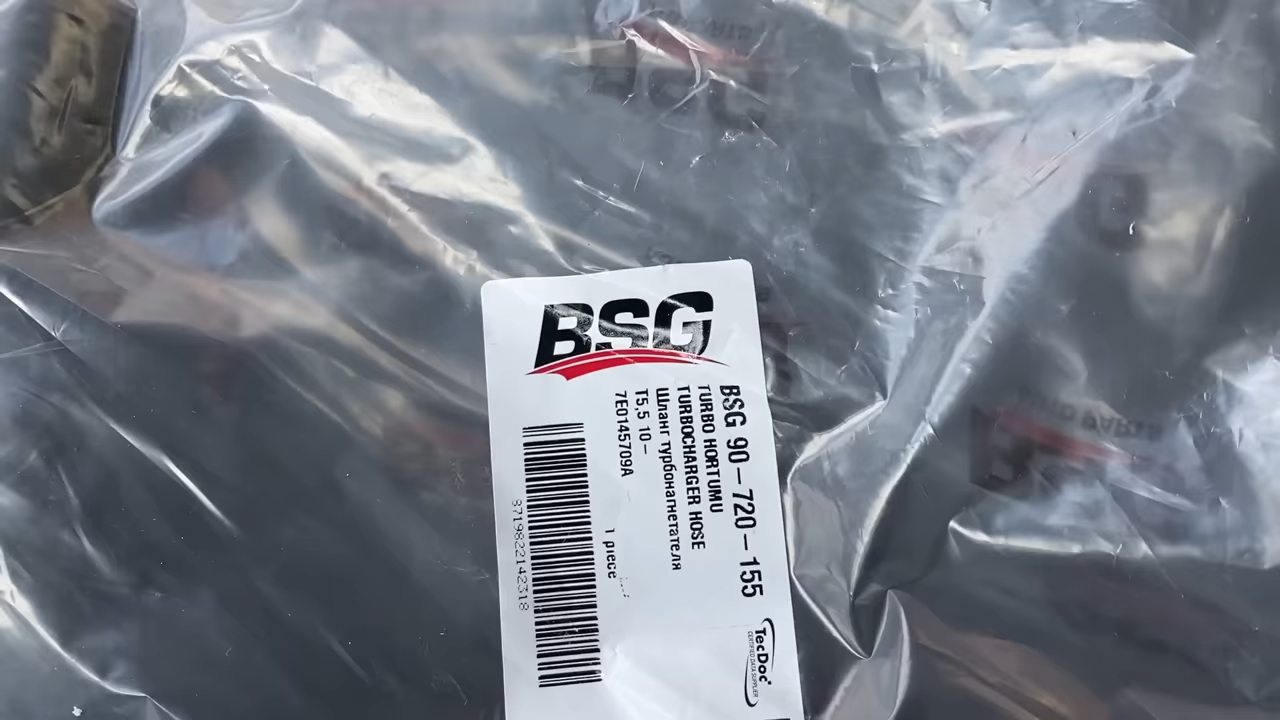 BSG
BSG 90-720-155
TURBO HORTUMU
TURBOCHARGER HOSE
Шланг турбонагнетателя
T5,5 10-
7E0145709A
1 piece
8719822142318
TecDoc
CERTIFIED DATA SUPPLIER